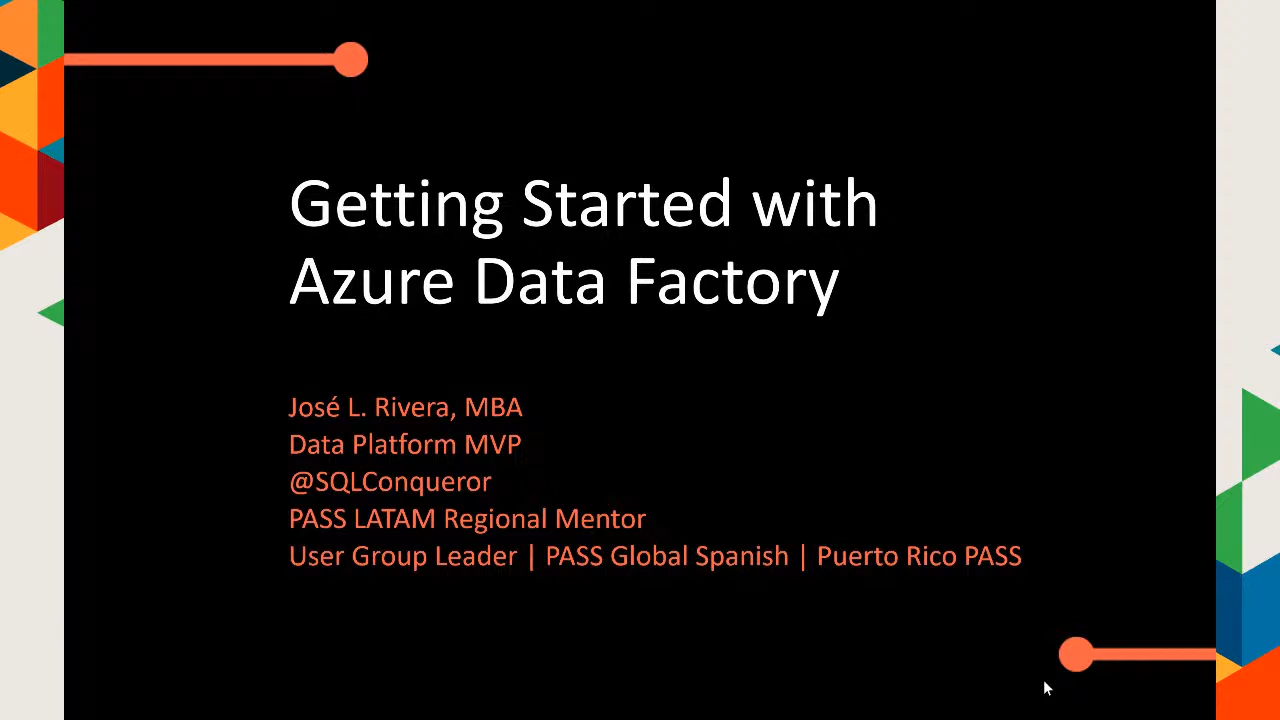 Getting Started with
Azure Data Factory
José L. Rivera, MBA
Data Platform MVP
@SQLConqueror
PASS LATAM Regional Mentor
User Group Leader | PASS Global Spanish | Puerto Rico PASS